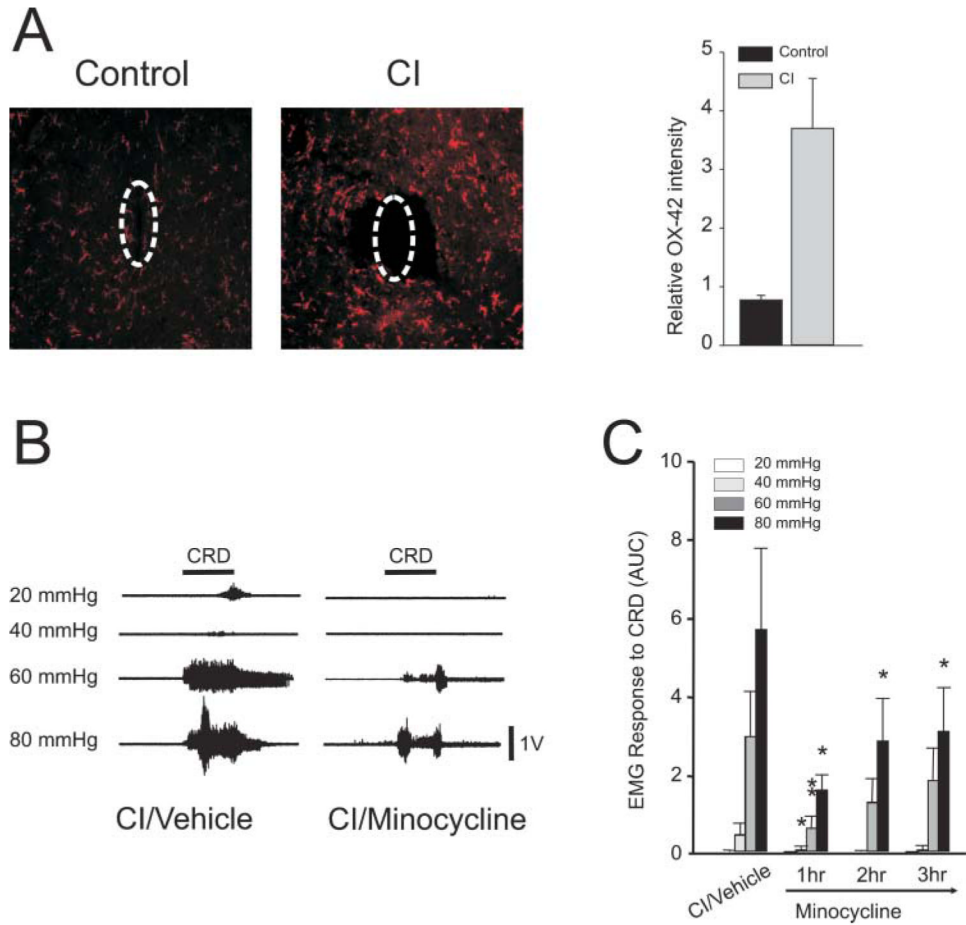 A
Control
CI
Relative OX-42 intensity
5
4
3
2
1
0
Control
CI
B
CRD
CRD
20 mmHg
40 mmHg
60 mmHg
80 mmHg
1V
CI/Vehicle
CI/Minocycline
C
EMG Response to CRD (AUC)
10
8
6
4
2
0
20 mmHg
40 mmHg
60 mmHg
80 mmHg
*
*
*
*
*
*
CI/Vehicle
1hr
2hr
3hr
Minocycline